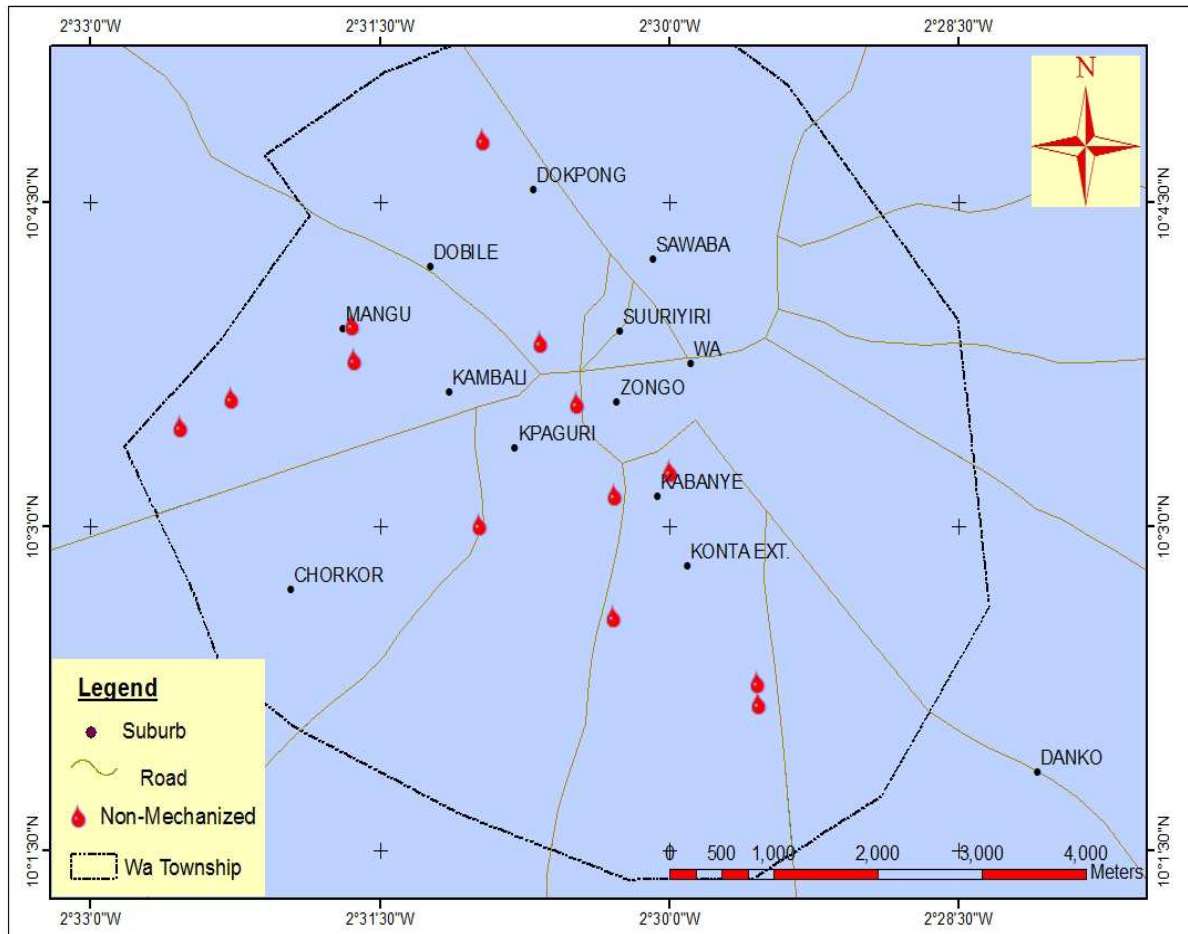 2°33'0"W 2°31'30"W 2°30'0"W 2°28'30"W
N
10°4'30"N
10°4'30"N
DOKPONG
SAWABA
DOBILE
MANGU
SUURIYIRI
WA
KAMBALI
ZONGO
KPAGURI
KABANYE
10°3'0"N
10°3'0"N
KONTA EXT.
CHORKOR
Legend
Suburb
Road
Non-Mechanized
Wa Township
DANKO
10°1'30"N
10°1'30"N
0 500 1,000 2,000 3,000 4,000
Meters
2°33'0"W 2°31'30"W 2°30'0"W 2°28'30"W